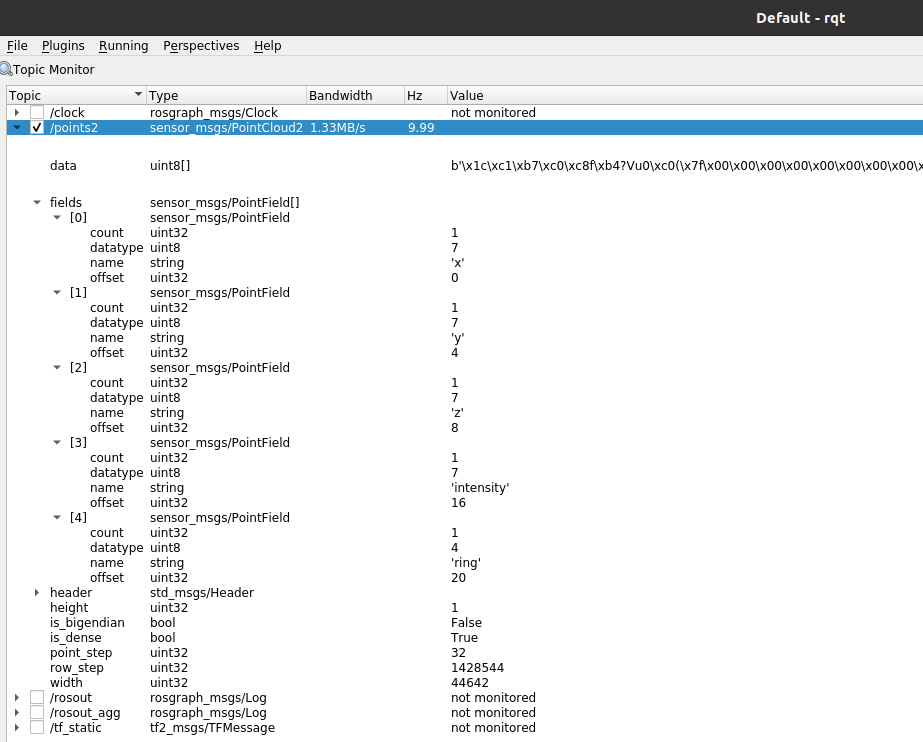 Default - rqt
File Plugins Running Perspectives Help
Topic Monitor
Topic Type Bandwidth Hz Value
/clock rosgraph_msgs/Clock not monitored
/points2 sensor_msgs/PointCloud2 1.33MB/s 9.99
data uint8[] b'\x1c\xc1\xb7\xc0\xc8f\xb4?Vu0\xc0(\x7f\x00\x00\x00\x00\x00\x00\x00\x
fields sensor_msgs/PointField[]
[0] sensor_msgs/PointField
count uint32 1
datatype uint8 7
name string 'x'
offset uint32 0
[1] sensor_msgs/PointField
count uint32 1
datatype uint8 7
name string 'y'
offset uint32 4
[2] sensor_msgs/PointField
count uint32 1
datatype uint8 7
name string 'z'
offset uint32 8
[3] sensor_msgs/PointField
count uint32 1
datatype uint8 7
name string 'intensity'
offset uint32 16
[4] sensor_msgs/PointField
count uint32 1
datatype uint8 4
name string 'ring'
offset uint32 20
header std_msgs/Header
height uint32 1
is_bigendian bool False
is_dense bool True
point_step uint32 32
row_step uint32 1428544
width uint32 44642
/rosout rosgraph_msgs/Log not monitored
/rosout_agg rosgraph_msgs/Log not monitored
/tf_static tf2_msgs/TFMessage not monitored